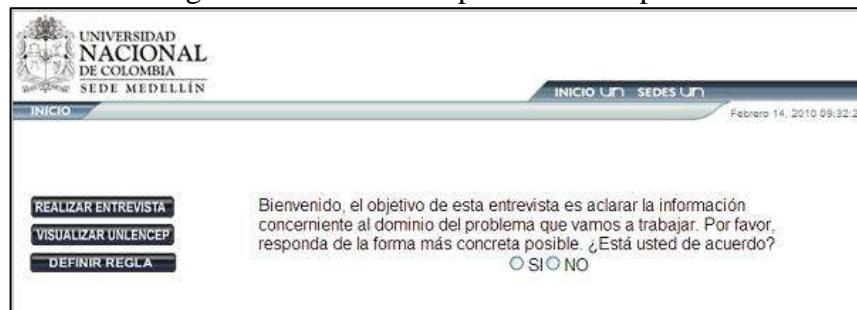 UNIVERSIDAD
NACIONAL
DE COLOMBIA
SEDE MEDELLÍN
INICIO UN SEDES UN
INICIO
Febrero 14, 2010 09:32:2
REALIZAR ENTREVISTA
VISUALIZAR UNLENCEP
DEFINIR REGLA
Bienvenido, el objetivo de esta entrevista es aclarar la información
concerniente al dominio del problema que vamos a trabajar. Por favor,
responda de la forma más concreta posible. ¿Está usted de acuerdo?
SI NO